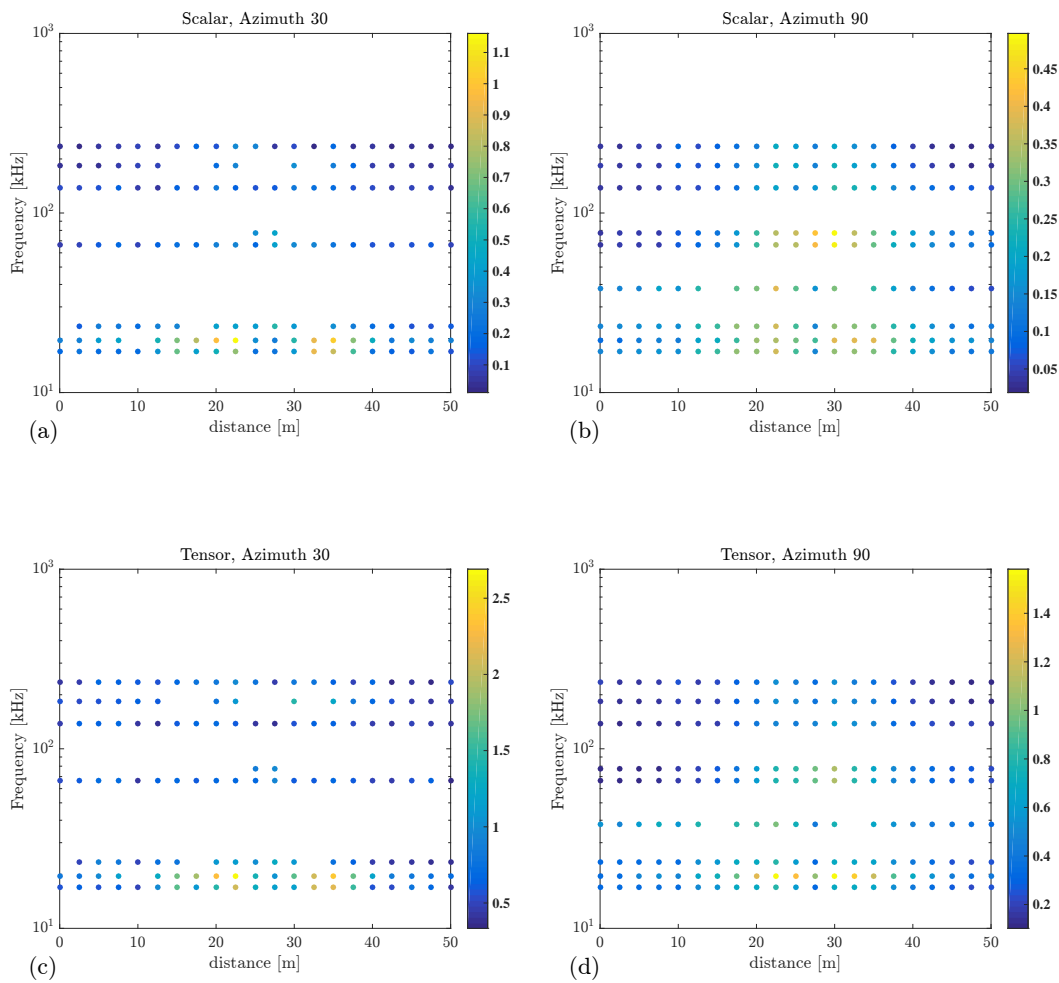 Scalar, Azimuth 30
Frequency [kHz]
10^3
10^2
10^1
0 10 20 30 40 50
distance [m]
1.1
1
0.9
0.8
0.7
0.6
0.5
0.4
0.3
0.2
0.1
(a)
Scalar, Azimuth 90
Frequency [kHz]
10^3
10^2
10^1
0 10 20 30 40 50
distance [m]
0.45
0.4
0.35
0.3
0.25
0.2
0.15
0.1
0.05
(b)
Tensor, Azimuth 30
Frequency [kHz]
10^3
10^2
10^1
0 10 20 30 40 50
distance [m]
2.5
2
1.5
1
0.5
(c)
Tensor, Azimuth 90
Frequency [kHz]
10^3
10^2
10^1
0 10 20 30 40 50
distance [m]
1.4
1.2
1
0.8
0.6
0.4
0.2
(d)